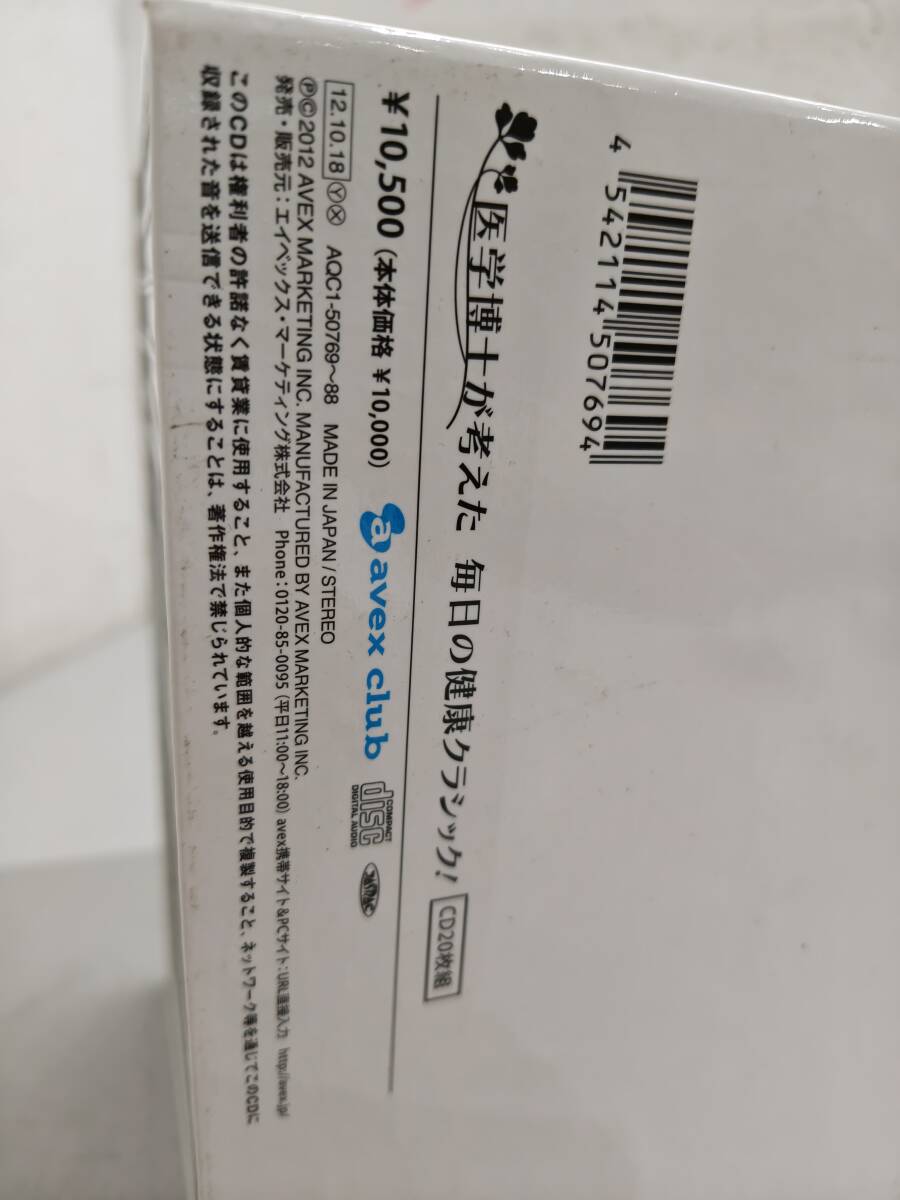 4 542114 507694
医学博士が考えた 毎日の健康クラシック! CD20枚組
¥10,500 (本体価格 ¥10,000) a avex club COMPACT disc DIGITAL AUDIO JASRAC
12.10.18 Ⓨ Ⓧ AQC1-50769～88 MADE IN JAPAN / STEREO
ⓅⒸ2012 AVEX MARKETING INC. MANUFACTURED BY AVEX MARKETING INC.
発売・販売元：エイベックス・マーケティング株式会社 Phone：0120-85-0095 (平日11:00～18:00) avex携帯サイト&PCサイト：URL直接入力 http://avex.jp/
このCDは権利者の許諾なく賃貸業に使用すること、また個人的な範囲を越える使用目的で複製すること、ネットワーク等を通じてこのCDに
収録された音を送信できる状態にすることは、著作権法で禁じられています。